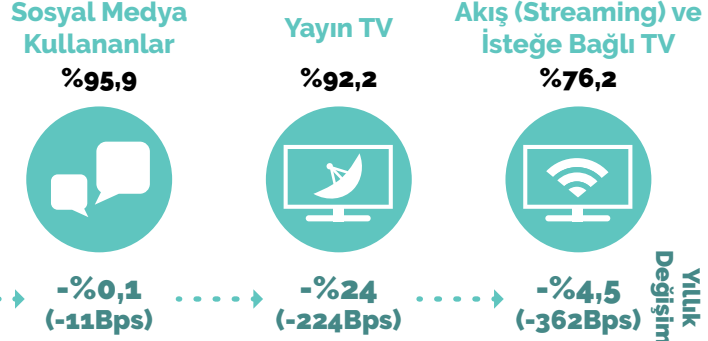 Sosyal Medya
Kullananlar
%95,9
-%0,1
(-11Bps)
Yayın TV
%92,2
-%24
(-224Bps)
Akış (Streaming) ve
İsteğe Bağlı TV
%76,2
-%4,5
(-362Bps)
Yıllık
Değişim